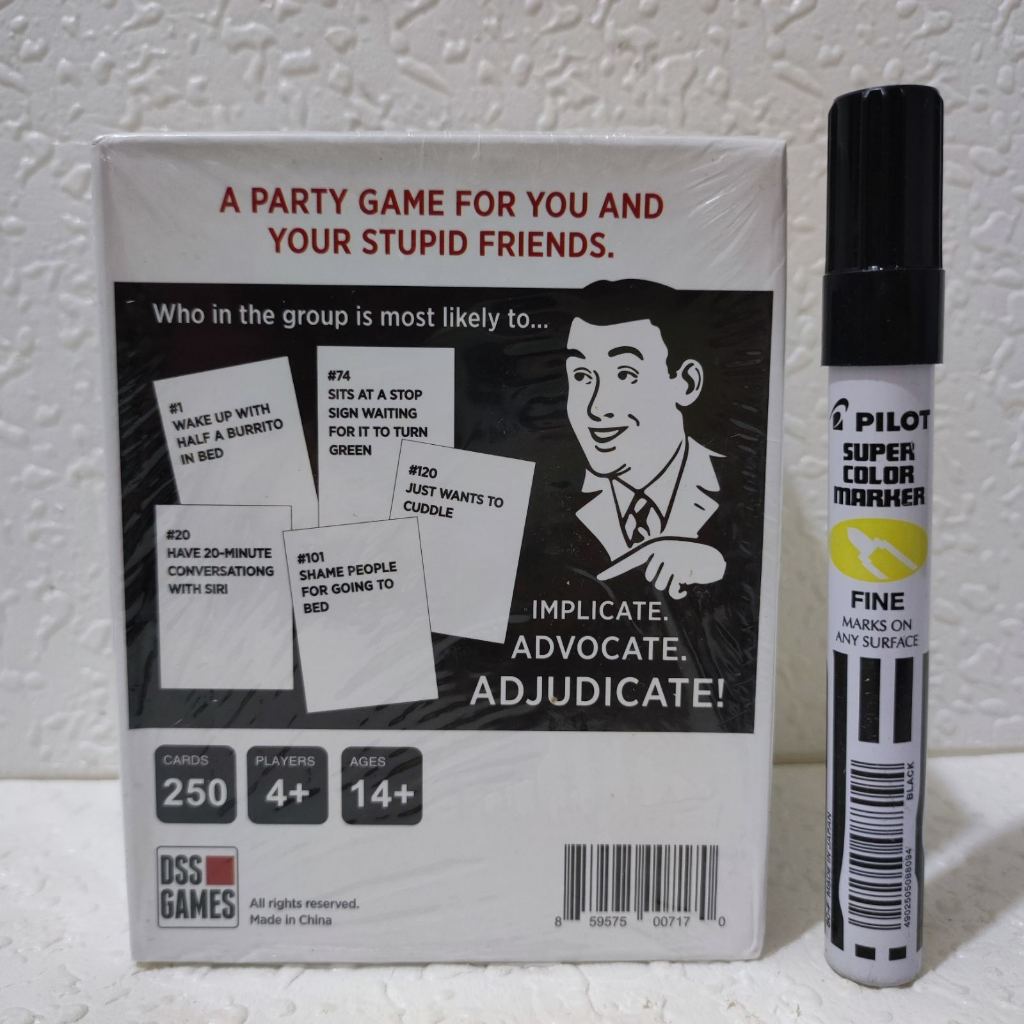 A PARTY GAME FOR YOU AND
YOUR STUPID FRIENDS.
Who in the group is most likely to...
#1
WAKE UP WITH
HALF A BURRITO
IN BED
#74
SITS AT A STOP
SIGN WAITING
FOR IT TO TURN
GREEN
#120
JUST WANTS TO
CUDDLE
#20
HAVE 20-MINUTE
CONVERSATIONG
WITH SIRI
#101
SHAME PEOPLE
FOR GOING TO
BED
IMPLICATE.
ADVOCATE.
ADJUDICATE!
CARDS
250
PLAYERS
4+
AGES
14+
DSS
GAMES
All rights reserved.
Made in China
8 59575 00717 0
PILOT
SUPER
COLOR
MARKER
FINE
MARKS ON
ANY SURFACE
BLACK
4902505088094
MADE IN JAPAN